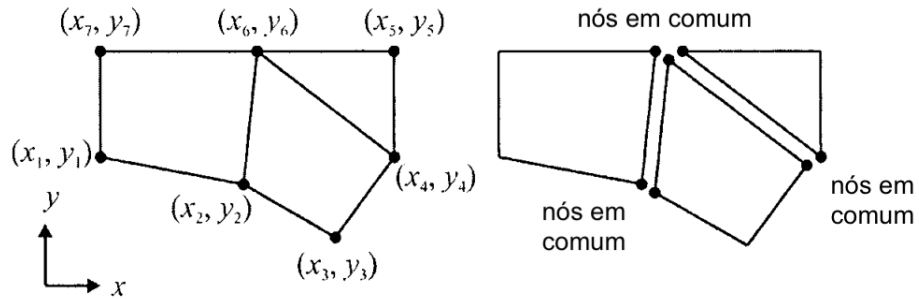 (x₇, y₇)
(x₆, y₆)
(x₅, y₅)
nós em comum
(x₁, y₁)
(x₂, y₂)
(x₄, y₄)
(x₃, y₃)
y
x
nós em
comum
nós em
comum